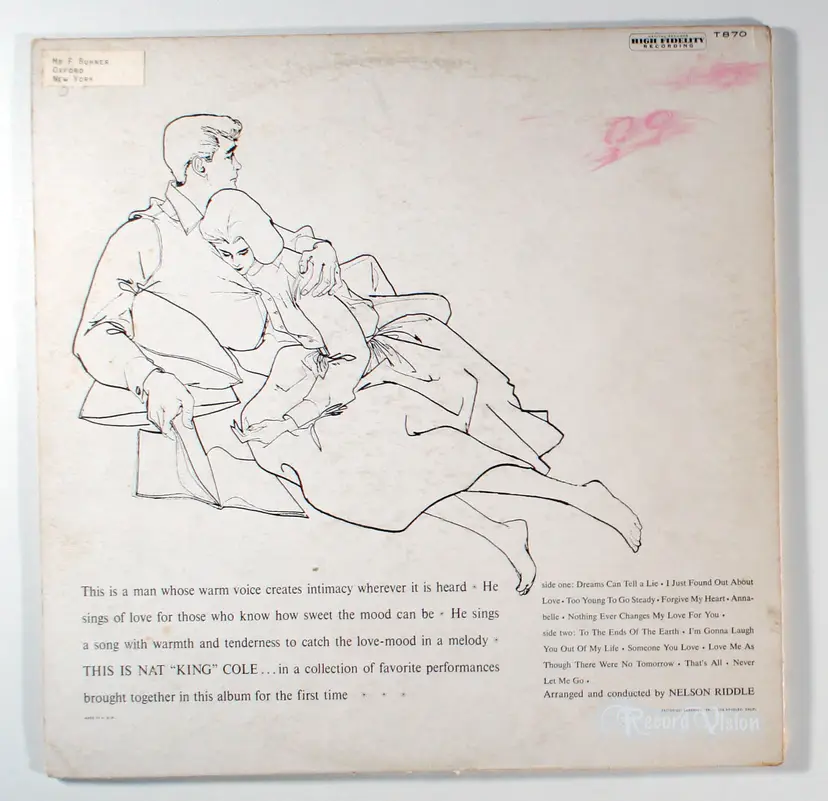 Mr F Bohner
Oxford
New York
HIGH FIDELITY
RECORDING
T870
99
This is a man whose warm voice creates intimacy wherever it is heard • He
sings of love for those who know how sweet the mood can be • He sings
a song with warmth and tenderness to catch the love-mood in a melody •
THIS IS NAT “KING” COLE...in a collection of favorite performances
brought together in this album for the first time • • •
side one: Dreams Can Tell a Lie • I Just Found Out About
Love • Too Young To Go Steady • Forgive My Heart • Anna-
belle • Nothing Ever Changes My Love For You •
side two: To The Ends Of The Earth • I'm Gonna Laugh
You Out Of My Life • Someone You Love • Love Me As
Though There Were No Tomorrow • That's All • Never
Let Me Go •
Arranged and conducted by NELSON RIDDLE
Record Vision